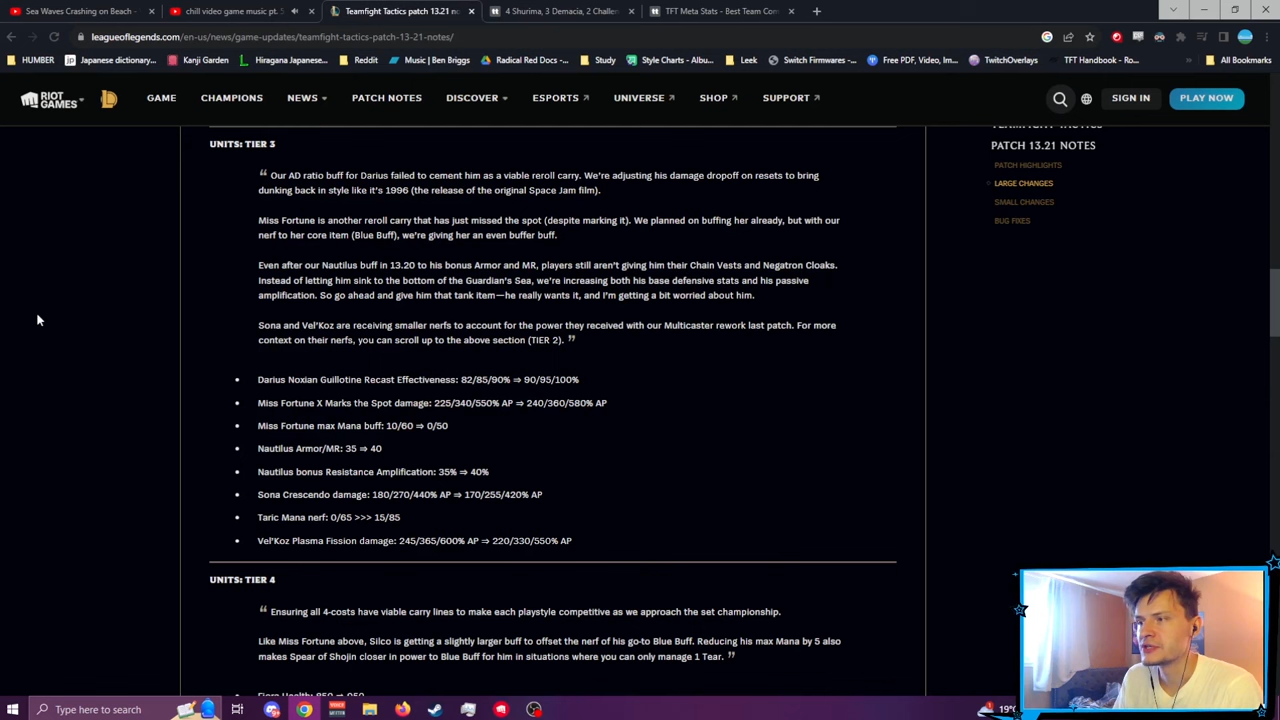 Sea Waves Crashing on Beach -
chill video game music pt. 5
Teamfight Tactics patch 13.21 no
4 Shurima, 3 Demacia, 2 Challen
TFT Meta Stats - Best Team Com
leagueoflegends.com/en-us/news/game-updates/teamfight-tactics-patch-13-21-notes/
HUMBER
Japanese dictionary...
Kanji Garden
Hiragana Japanese...
Reddit
Music | Ben Briggs
Radical Red Docs -...
Study
Style Charts - Albu...
Leek
Switch Firmwares -...
Free PDF, Video, Im...
TwitchOverlays
TFT Handbook - Ro...
All Bookmarks
RIOT GAMES
GAME
CHAMPIONS
NEWS
PATCH NOTES
DISCOVER
ESPORTS
UNIVERSE
SHOP
SUPPORT
SIGN IN
PLAY NOW
UNITS: TIER 3
“ Our AD ratio buff for Darius failed to cement him as a viable reroll carry. We're adjusting his damage dropoff on resets to bring
dunking back in style like it's 1996 (the release of the original Space Jam film).
Miss Fortune is another reroll carry that has just missed the spot (despite marking it). We planned on buffing her already, but with our
nerf to her core item (Blue Buff), we're giving her an even buffer buff.
Even after our Nautilus buff in 13.20 to his bonus Armor and MR, players still aren't giving him their Chain Vests and Negatron Cloaks.
Instead of letting him sink to the bottom of the Guardian's Sea, we're increasing both his base defensive stats and his passive
amplification. So go ahead and give him that tank item—he really wants it, and I'm getting a bit worried about him.
Sona and Vel'Koz are receiving smaller nerfs to account for the power they received with our Multicaster rework last patch. For more
context on their nerfs, you can scroll up to the above section (TIER 2). ”
• Darius Noxian Guillotine Recast Effectiveness: 82/85/90% ⇒ 90/95/100%
• Miss Fortune X Marks the Spot damage: 225/340/550% AP ⇒ 240/360/580% AP
• Miss Fortune max Mana buff: 10/60 ⇒ 0/50
• Nautilus Armor/MR: 35 ⇒ 40
• Nautilus bonus Resistance Amplification: 35% ⇒ 40%
• Sona Crescendo damage: 180/270/440% AP ⇒ 170/255/420% AP
• Taric Mana nerf: 0/65 >>> 15/85
• Vel'Koz Plasma Fission damage: 245/365/600% AP ⇒ 220/330/550% AP
UNITS: TIER 4
“ Ensuring all 4-costs have viable carry lines to make each playstyle competitive as we approach the set championship.
Like Miss Fortune above, Silco is getting a slightly larger buff to offset the nerf of his go-to Blue Buff. Reducing his max Mana by 5 also
makes Spear of Shojin closer in power to Blue Buff for him in situations where you can only manage 1 Tear. ”
TEAMFIGHT TACTICS
PATCH 13.21 NOTES
PATCH HIGHLIGHTS
LARGE CHANGES
SMALL CHANGES
BUG FIXES
Type here to search